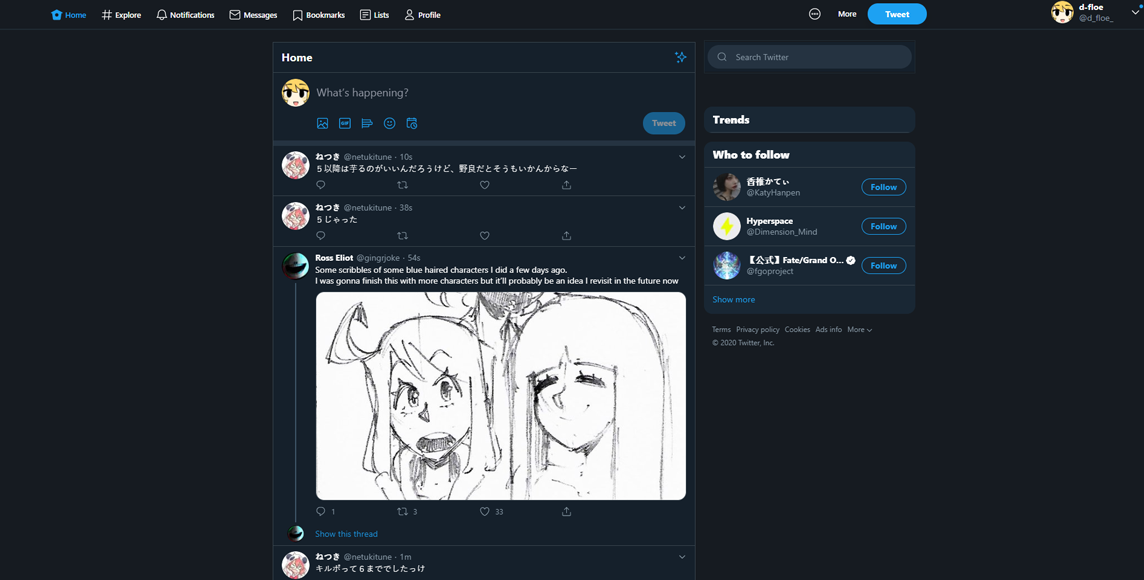 Home
Explore
Notifications
Messages
Bookmarks
Lists
Profile
More
Tweet
d-floe
@d_floe_
Home
What's happening?
GIF
Tweet
ねつき @netukitune · 10s
５以降は芋るのがいいんだろうけど、野良だとそうもいかんからなー
ねつき @netukitune · 38s
５じゃった
Ross Eliot @gingrjoke · 54s
Some scribbles of some blue haired characters I did a few days ago.
I was gonna finish this with more characters but it'll probably be an idea I revisit in the future now
1
3
33
Show this thread
ねつき @netukitune · 1m
キルポって６まででしたっけ
Search Twitter
Trends
Who to follow
香椎かてぃ
@KatyHanpen
Follow
Hyperspace
@Dimension_Mind
Follow
【公式】Fate/Grand O...
@fgoproject
Follow
Show more
Terms Privacy policy Cookies Ads info More
© 2020 Twitter, Inc.